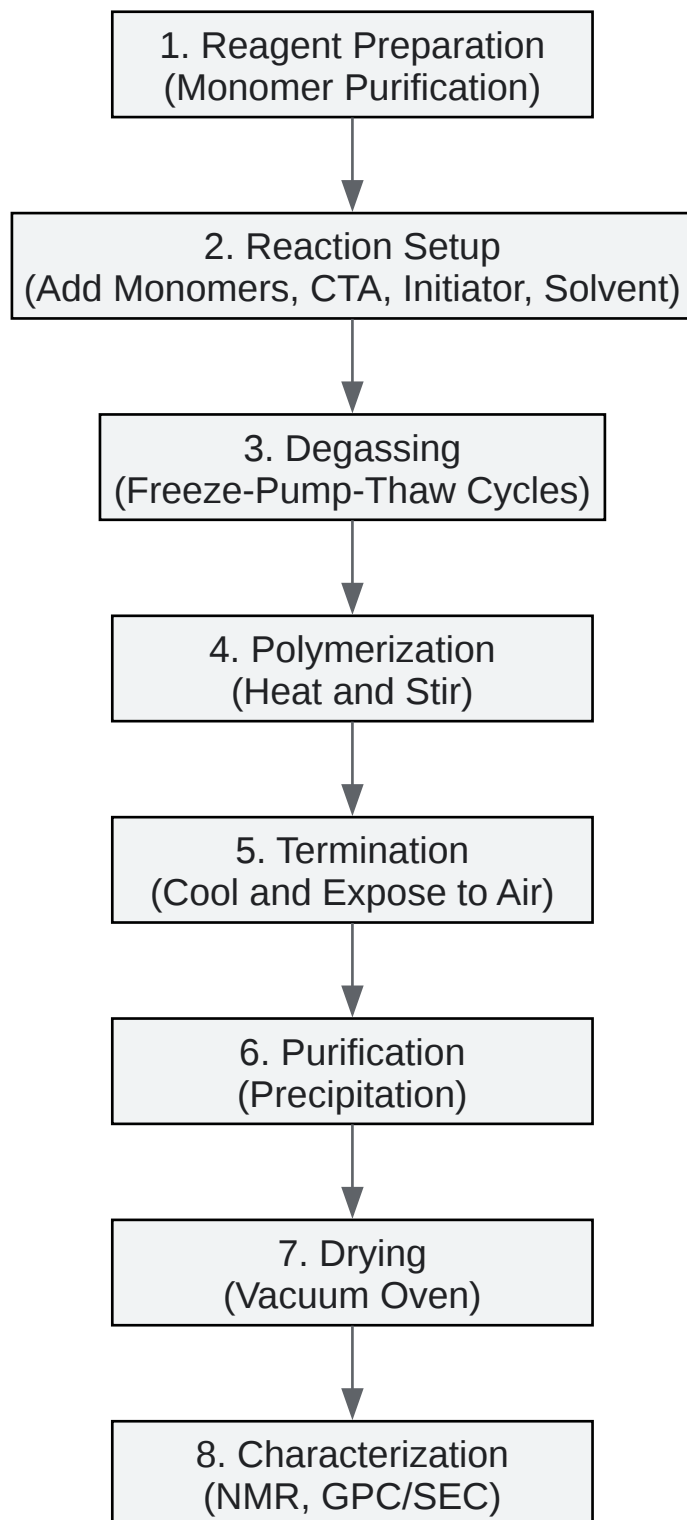 1. Reagent Preparation
(Monomer Purification)
2. Reaction Setup
(Add Monomers, CTA, Initiator, Solvent)
3. Degassing
(Freeze-Pump-Thaw Cycles)
4. Polymerization
(Heat and Stir)
5. Termination
(Cool and Expose to Air)
6. Purification
(Precipitation)
7. Drying
(Vacuum Oven)
8. Characterization
(NMR, GPC/SEC)